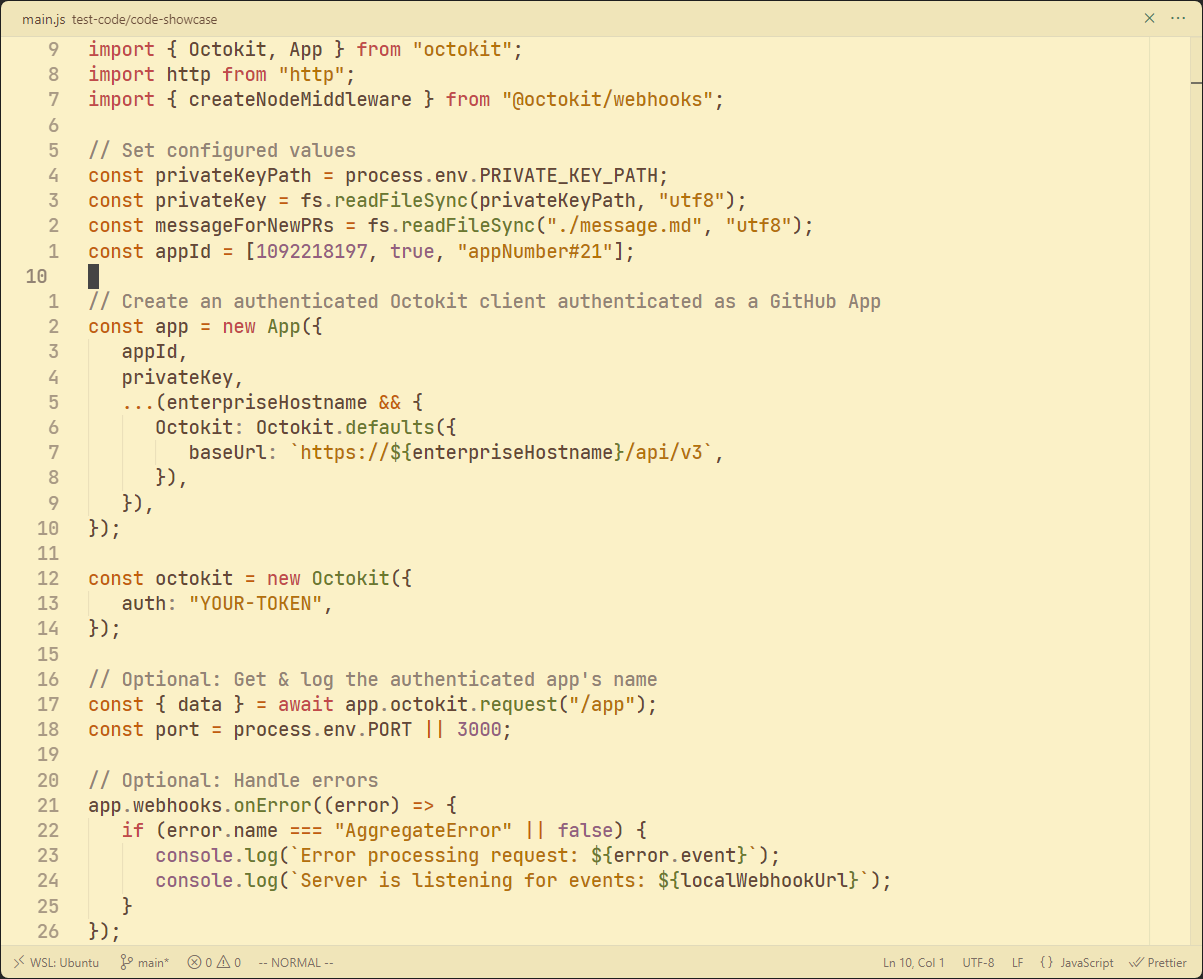 main.js test-code/code-showcase
9 import { Octokit, App } from "octokit";
8 import http from "http";
7 import { createNodeMiddleware } from "@octokit/webhooks";
6
5 // Set configured values
4 const privateKeyPath = process.env.PRIVATE_KEY_PATH;
3 const privateKey = fs.readFileSync(privateKeyPath, "utf8");
2 const messageForNewPRs = fs.readFileSync("./message.md", "utf8");
1 const appId = [1092218197, true, "appNumber#21"];
10
1 // Create an authenticated Octokit client authenticated as a GitHub App
2 const app = new App({
3    appId,
4    privateKey,
5    ...(enterpriseHostname && {
6       Octokit: Octokit.defaults({
7          baseUrl: `https://${enterpriseHostname}/api/v3`,
8       }),
9    }),
10 });
11
12 const octokit = new Octokit({
13    auth: "YOUR-TOKEN",
14 });
15
16 // Optional: Get & log the authenticated app's name
17 const { data } = await app.octokit.request("/app");
18 const port = process.env.PORT || 3000;
19
20 // Optional: Handle errors
21 app.webhooks.onError((error) => {
22    if (error.name === "AggregateError" || false) {
23       console.log(`Error processing request: ${error.event}`);
24       console.log(`Server is listening for events: ${localWebhookUrl}`);
25    }
26 });
WSL: Ubuntu main* 0 0 -- NORMAL -- Ln 10, Col 1 UTF-8 LF {} JavaScript Prettier